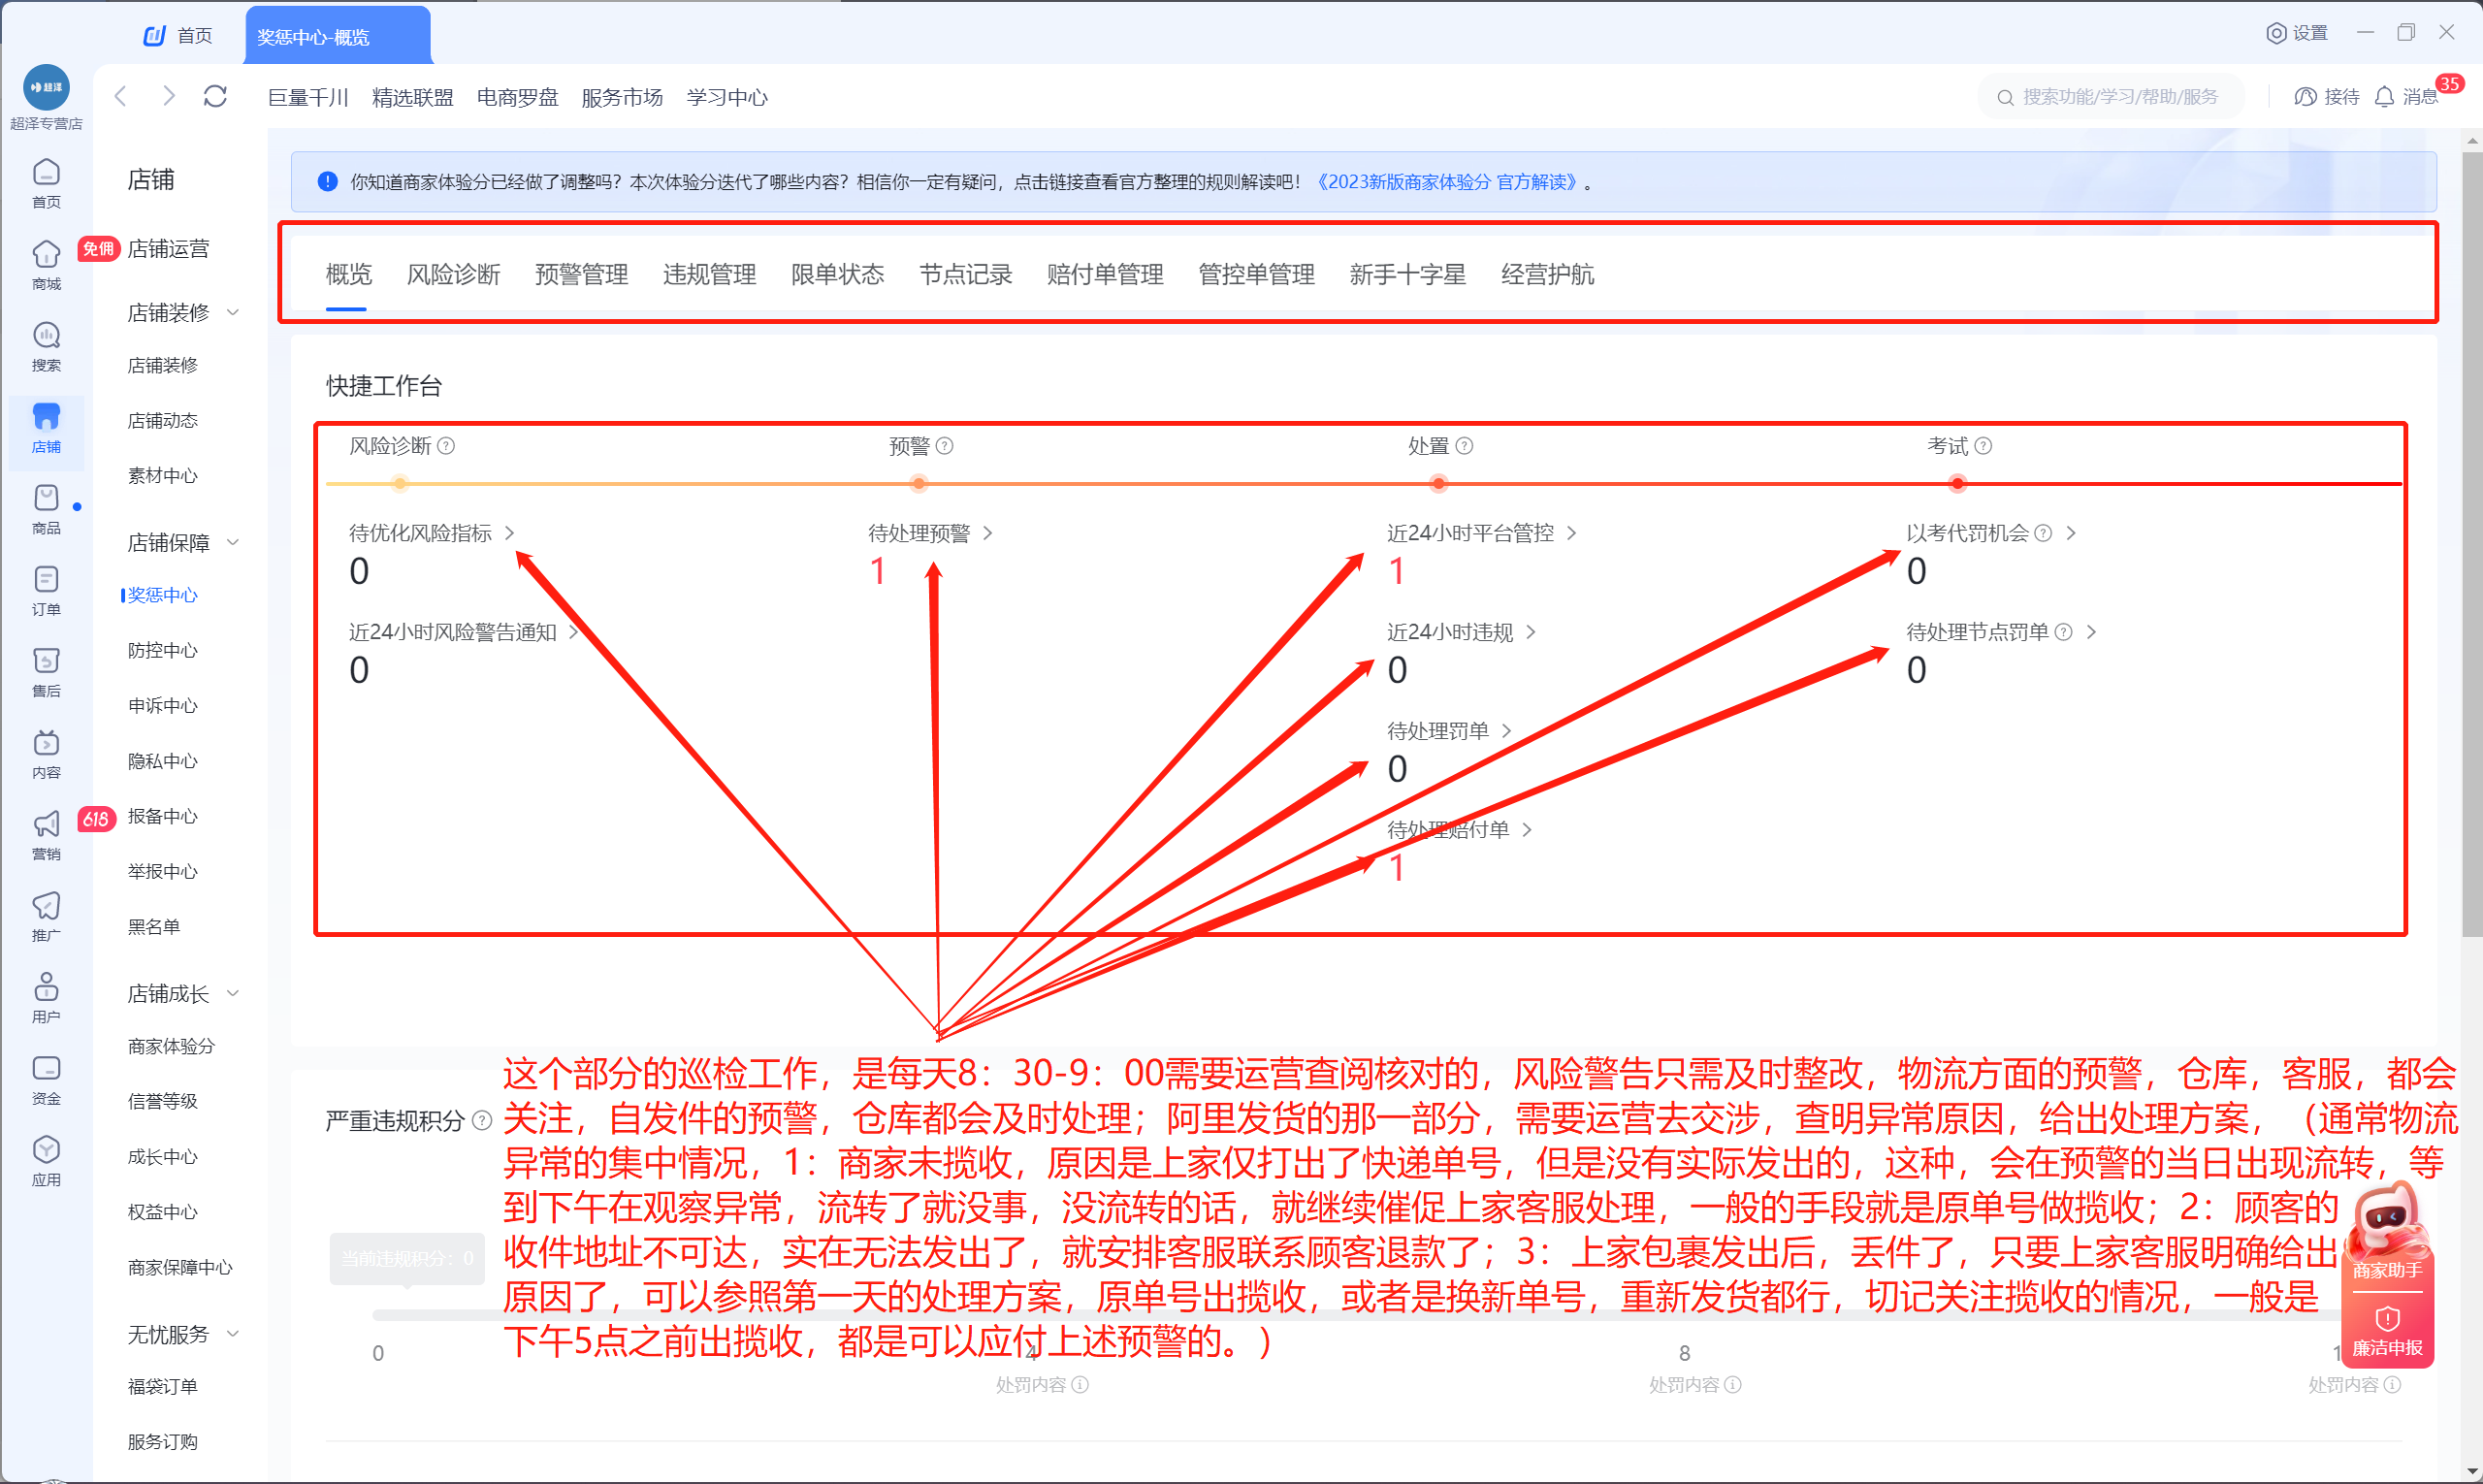 首页
奖惩中心-概览
设置
超泽
超泽专营店
巨量千川 精选联盟 电商罗盘 服务市场 学习中心
搜索功能/学习/帮助/服务
接待
消息
35
首页
商城
免佣
搜索
店铺
商品
订单
售后
内容
营销
618
推广
用户
资金
应用
店铺
店铺运营
店铺装修
店铺装修
店铺动态
素材中心
店铺保障
奖惩中心
防控中心
申诉中心
隐私中心
报备中心
举报中心
黑名单
店铺成长
商家体验分
信誉等级
成长中心
权益中心
商家保障中心
无忧服务
福袋订单
服务订购
你知道商家体验分已经做了调整吗？本次体验分迭代了哪些内容？相信你一定有疑问，点击链接查看官方整理的规则解读吧！《2023新版商家体验分 官方解读》。
概览 风险诊断 预警管理 违规管理 限单状态 节点记录 赔付单管理 管控单管理 新手十字星 经营护航
快捷工作台
风险诊断 预警 处置 考试
待优化风险指标 待处理预警 近24小时平台管控 以考代罚机会
0 1 1 0
近24小时风险警告通知 近24小时违规 待处理节点罚单
0 0 0
待处理罚单
0
待处理赔付单
1
严重违规积分
这个部分的巡检工作，是每天8：30-9：00需要运营查阅核对的，风险警告只需及时整改，物流方面的预警，仓库，客服，都会
关注，自发件的预警，仓库都会及时处理；阿里发货的那一部分，需要运营去交涉，查明异常原因，给出处理方案，（通常物流
异常的集中情况，1：商家未揽收，原因是上家仅打出了快递单号，但是没有实际发出的，这种，会在预警的当日出现流转，等
到下午在观察异常，流转了就没事，没流转的话，就继续催促上家客服处理，一般的手段就是原单号做揽收；2：顾客的
收件地址不可达，实在无法发出了，就安排客服联系顾客退款了；3：上家包裹发出后，丢件了，只要上家客服明确给出
原因了，可以参照第一天的处理方案，原单号出揽收，或者是换新单号，重新发货都行，切记关注揽收的情况，一般是
下午5点之前出揽收，都是可以应付上述预警的。）
当前违规积分：0
0 4 8 1
处罚内容 处罚内容 处罚内容
商家助手
廉洁申报